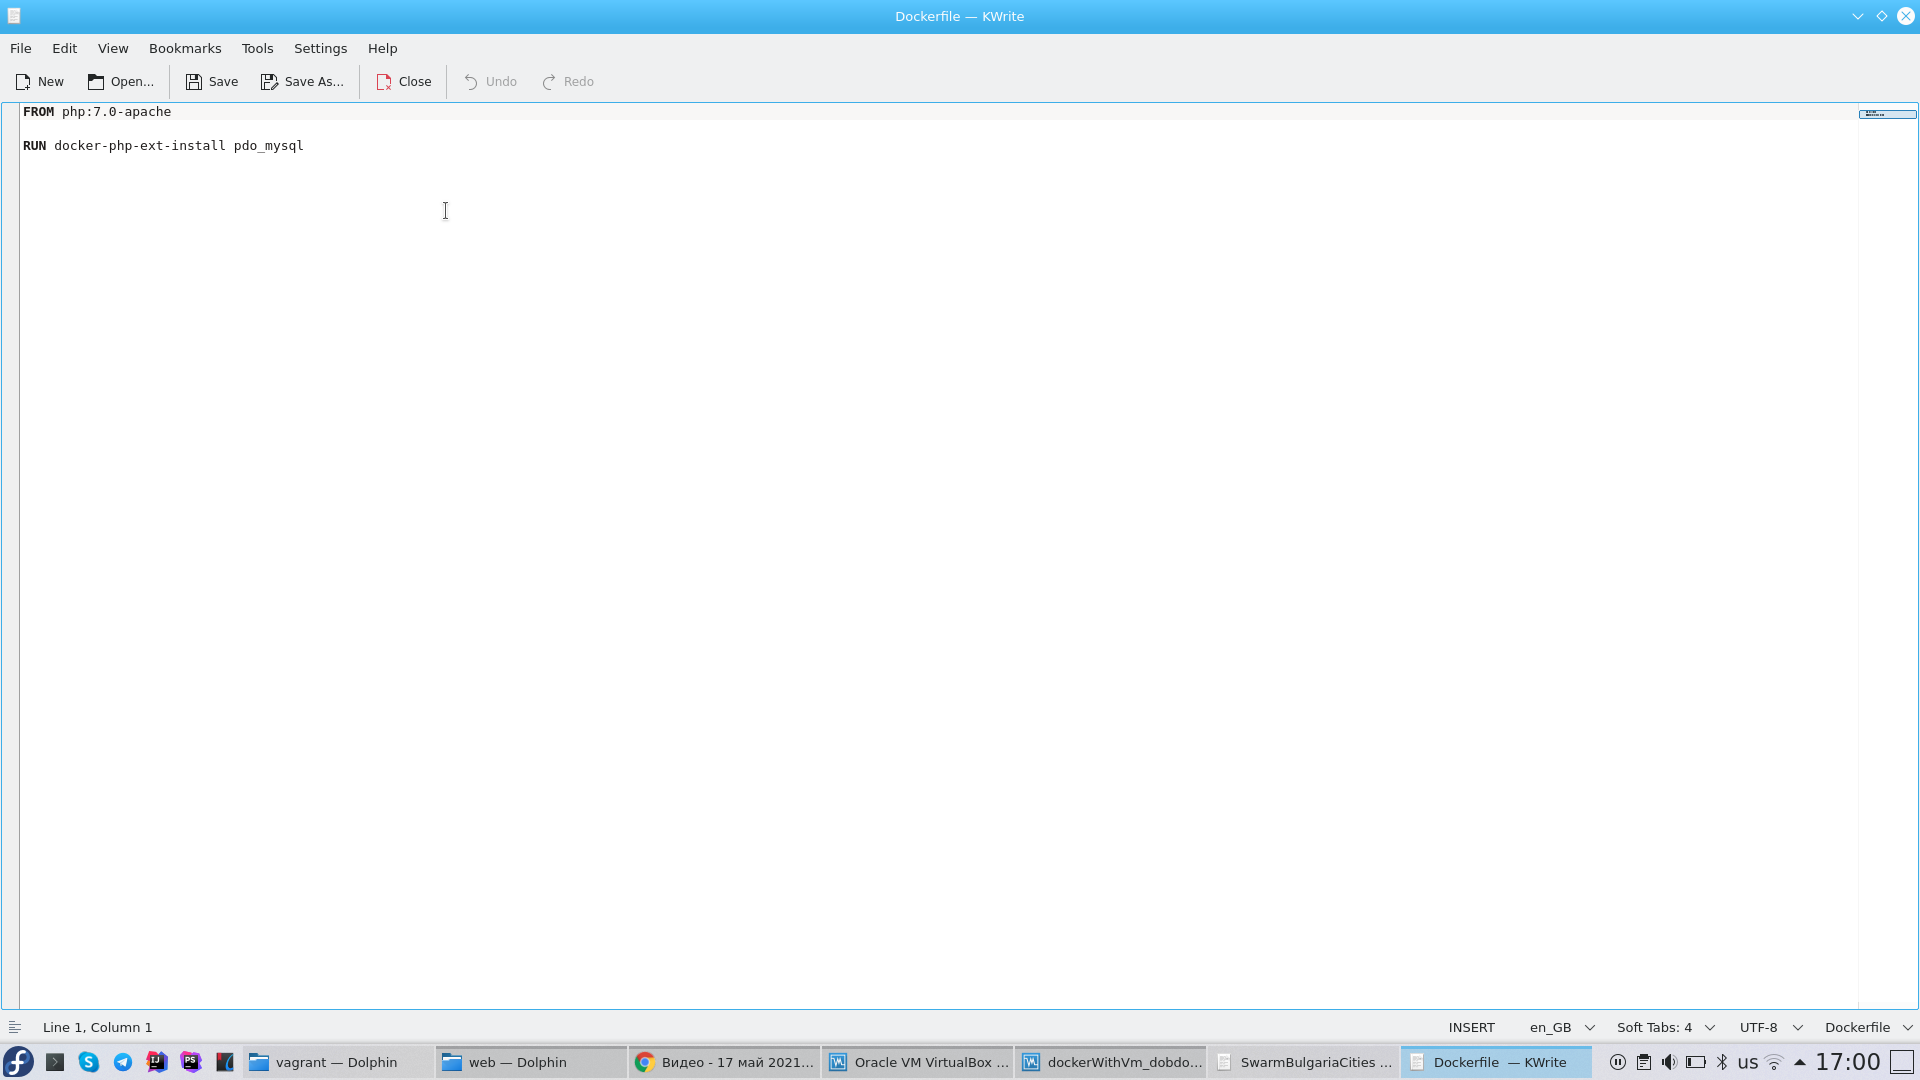 Dockerfile — KWrite
File Edit View Bookmarks Tools Settings Help
New Open... Save Save As... Close Undo Redo
FROM php:7.0-apache
RUN docker-php-ext-install pdo_mysql
Line 1, Column 1 INSERT en_GB Soft Tabs: 4 UTF-8 Dockerfile
vagrant — Dolphin web — Dolphin Видео - 17 май 2021... Oracle VM VirtualBox ... dockerWithVm_dobdo... SwarmBulgariaCities ... Dockerfile — KWrite us 17:00